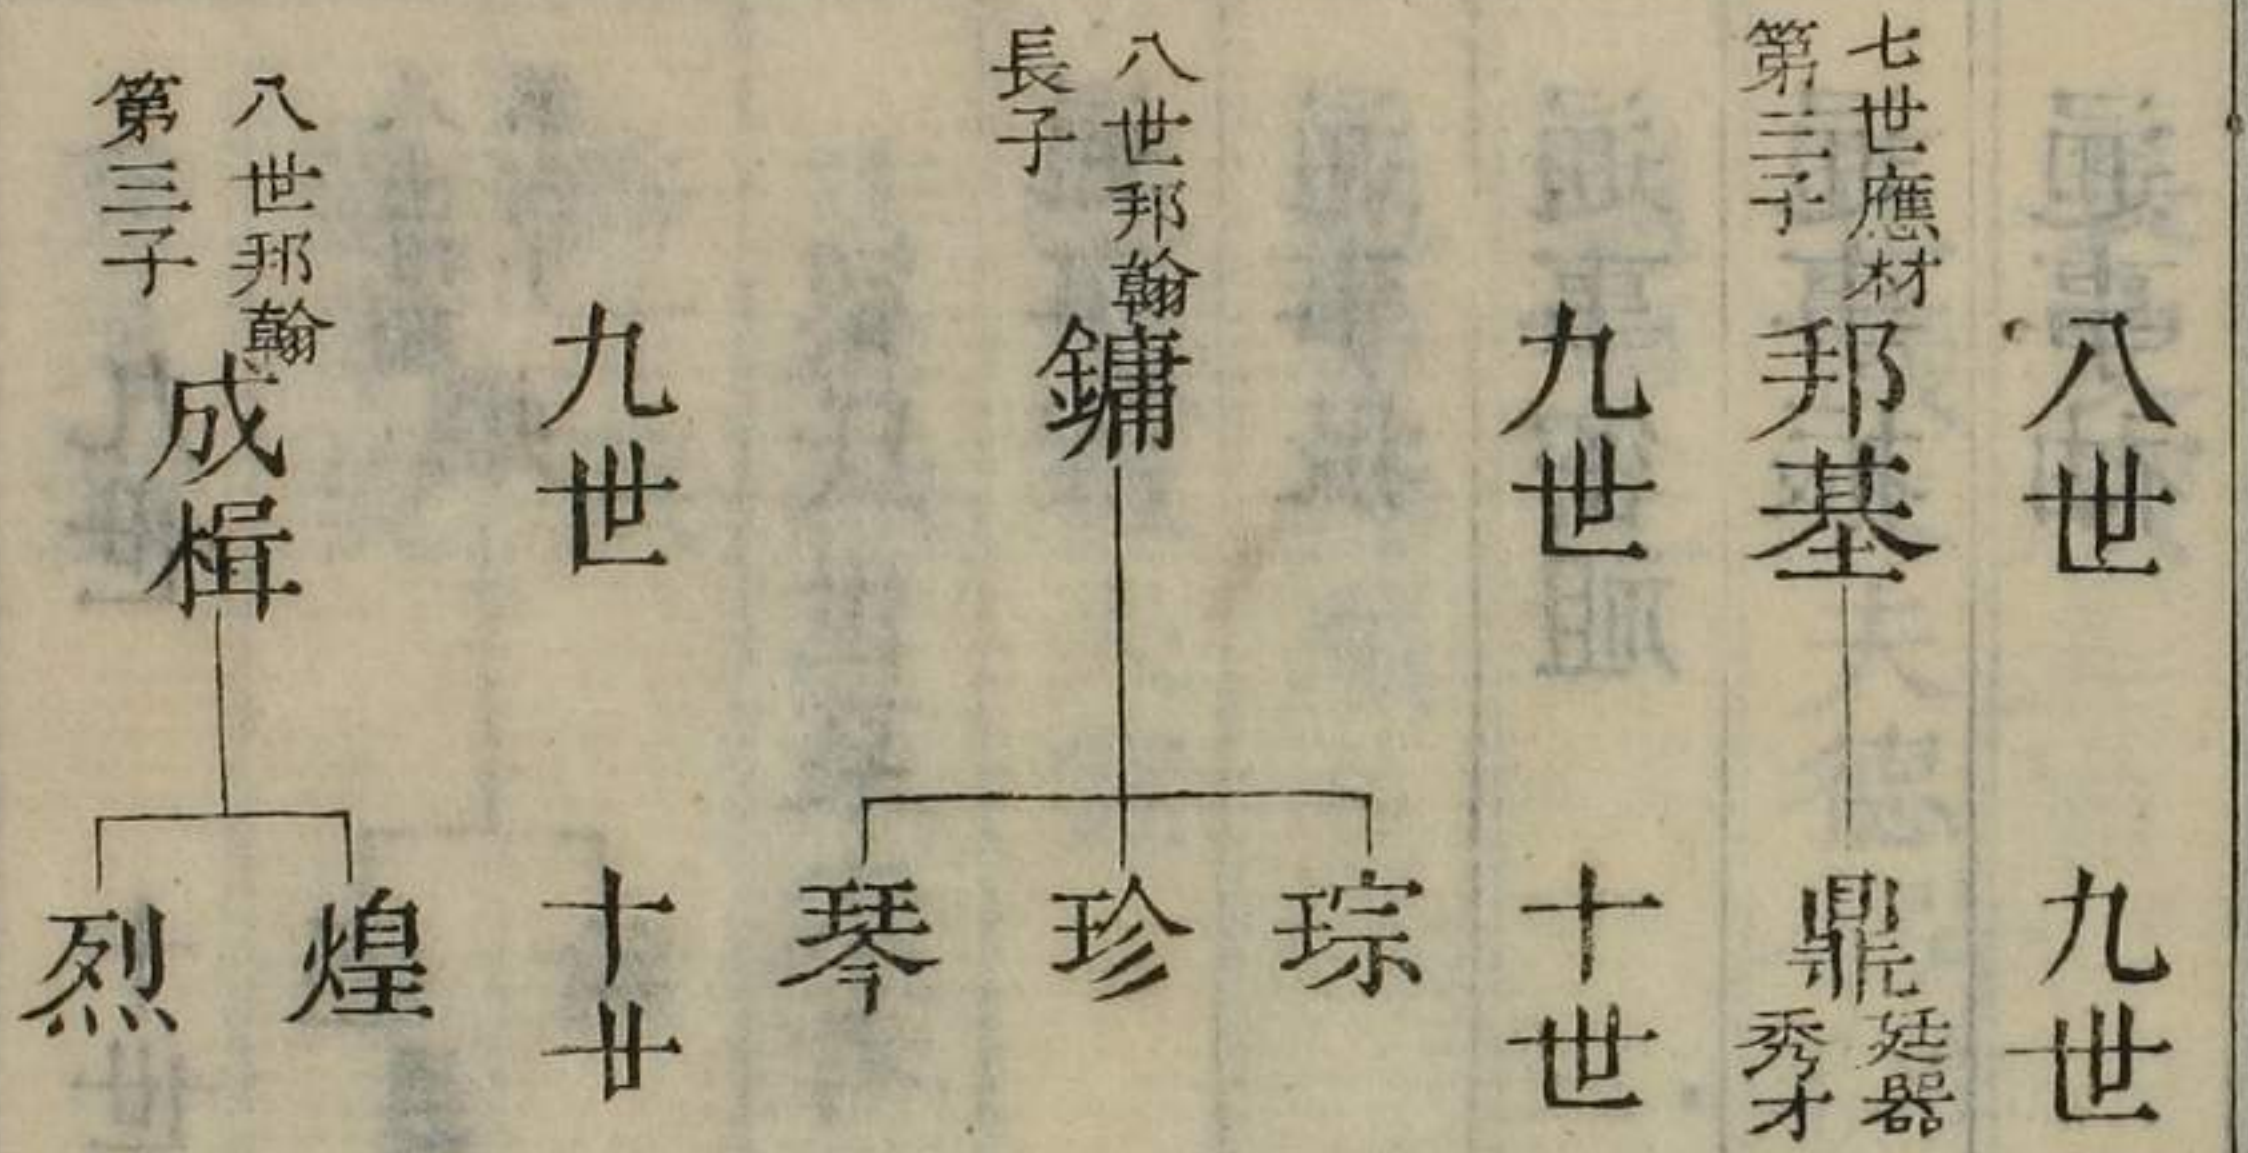 八世
九世
七世應材
第三子
邦基
鼎
廷器
秀才
九世
十世
八世邦翰
長子
鏞
琮
珍
琴
九世
十世
八世邦翰
第三子
成楫
煌
烈